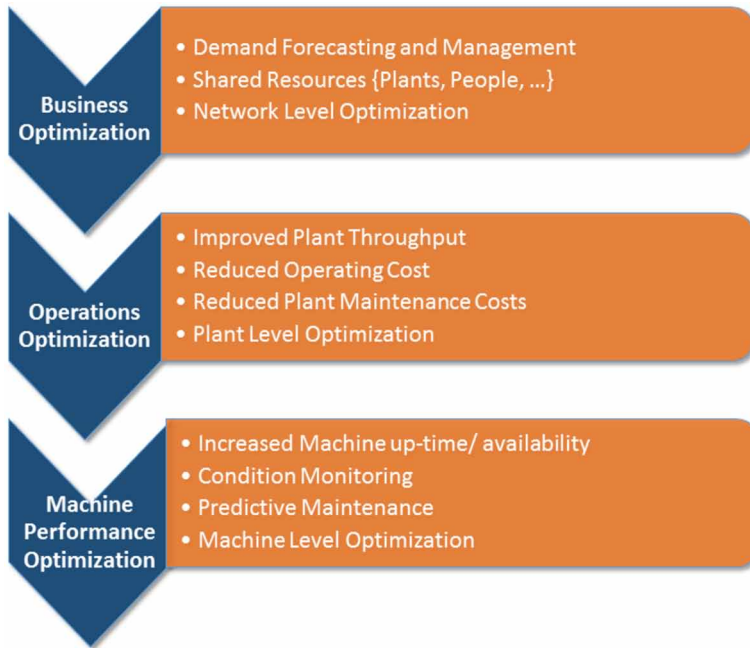 Business
Optimization
• Demand Forecasting and Management
• Shared Resources {Plants, People, ...}
• Network Level Optimization
Operations
Optimization
• Improved Plant Throughput
• Reduced Operating Cost
• Reduced Plant Maintenance Costs
• Plant Level Optimization
Machine
Performance
Optimization
• Increased Machine up-time/ availability
• Condition Monitoring
• Predictive Maintenance
• Machine Level Optimization